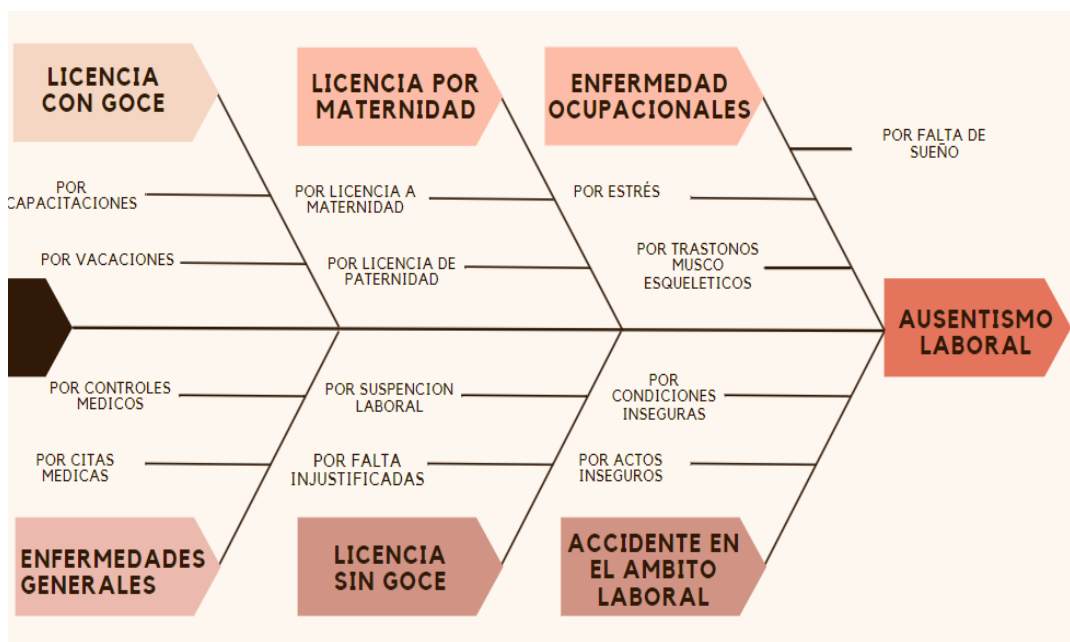 LICENCIA
CON GOCE
LICENCIA POR
MATERNIDAD
ENFERMEDAD
OCUPACIONALES
POR FALTA DE
SUEÑO
POR
CAPACITACIONES
POR LICENCIA A
MATERNIDAD
POR ESTRÉS
POR VACACIONES
POR LICENCIA DE
PATERNIDAD
POR TRASTONOS
MUSCO
ESQUELETICOS
AUSENTISMO
LABORAL
POR CONTROLES
MEDICOS
POR SUSPENCION
LABORAL
POR
CONDICIONES
INSEGURAS
POR CITAS
MEDICAS
POR FALTA
INJUSTIFICADAS
POR ACTOS
INSEGUROS
ENFERMEDADES
GENERALES
LICENCIA
SIN GOCE
ACCIDENTE EN
EL AMBITO
LABORAL